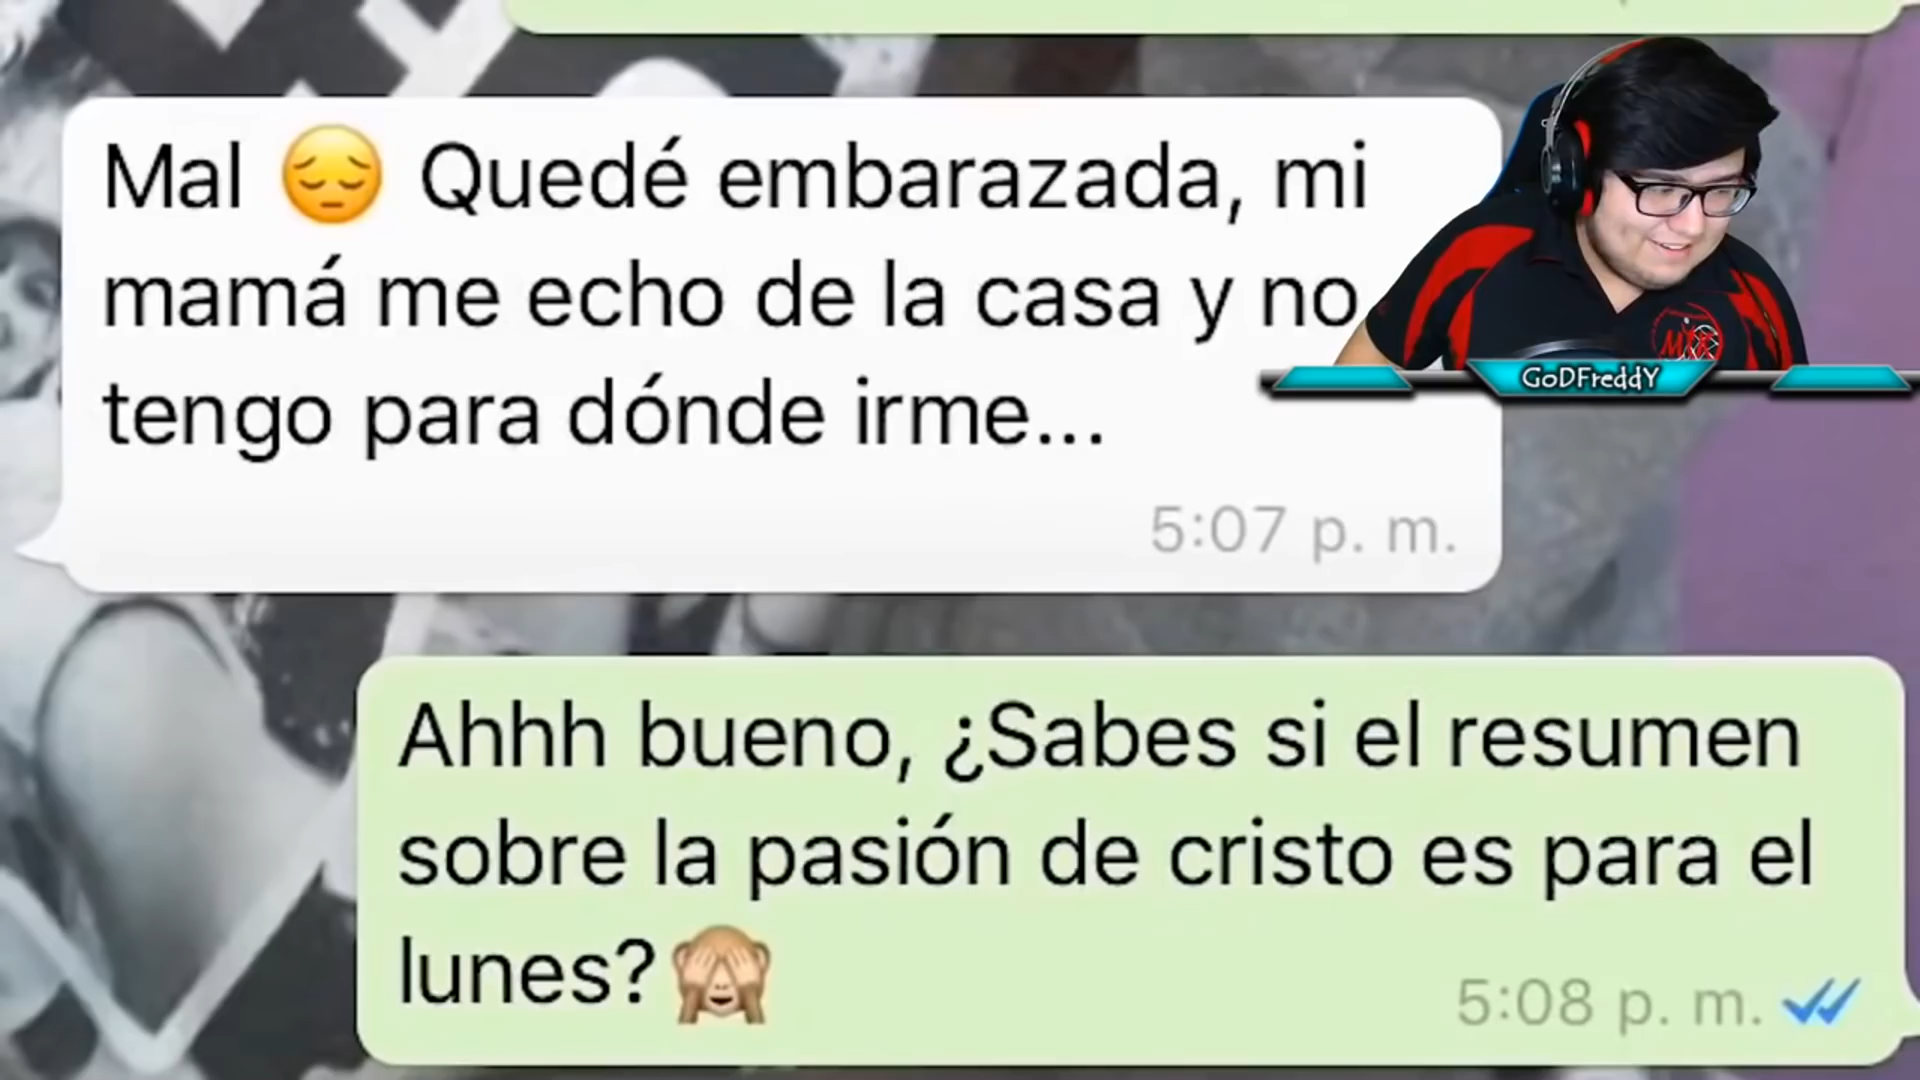 Mal 😔 Quedé embarazada, mi
mamá me echo de la casa y no
tengo para dónde irme...
5:07 p. m.
GoDFreddY
Ahhh bueno, ¿Sabes si el resumen
sobre la pasión de cristo es para el
lunes?🙈
5:08 p. m.